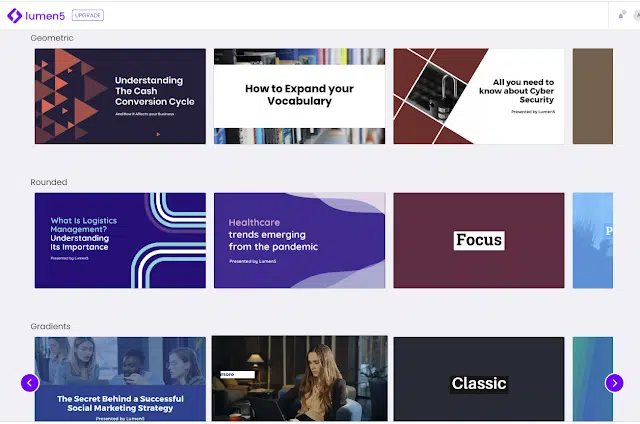 lumen5 UPGRADE
Geometric
Understanding
The Cash
Conversion Cycle
And How It Affects your Business
How to Expand your
Vocabulary
All you need to
know about Cyber
Security
Presented by Lumen5
Rounded
What Is Logistics
Management?
Understanding
Its Importance
Presented by Lumen5
Healthcare
trends emerging
from the pandemic
Presented by Lumen5
Focus
Gradients
The Secret Behind a Successful
Social Marketing Strategy
Presented by Lumen5
more
Classic